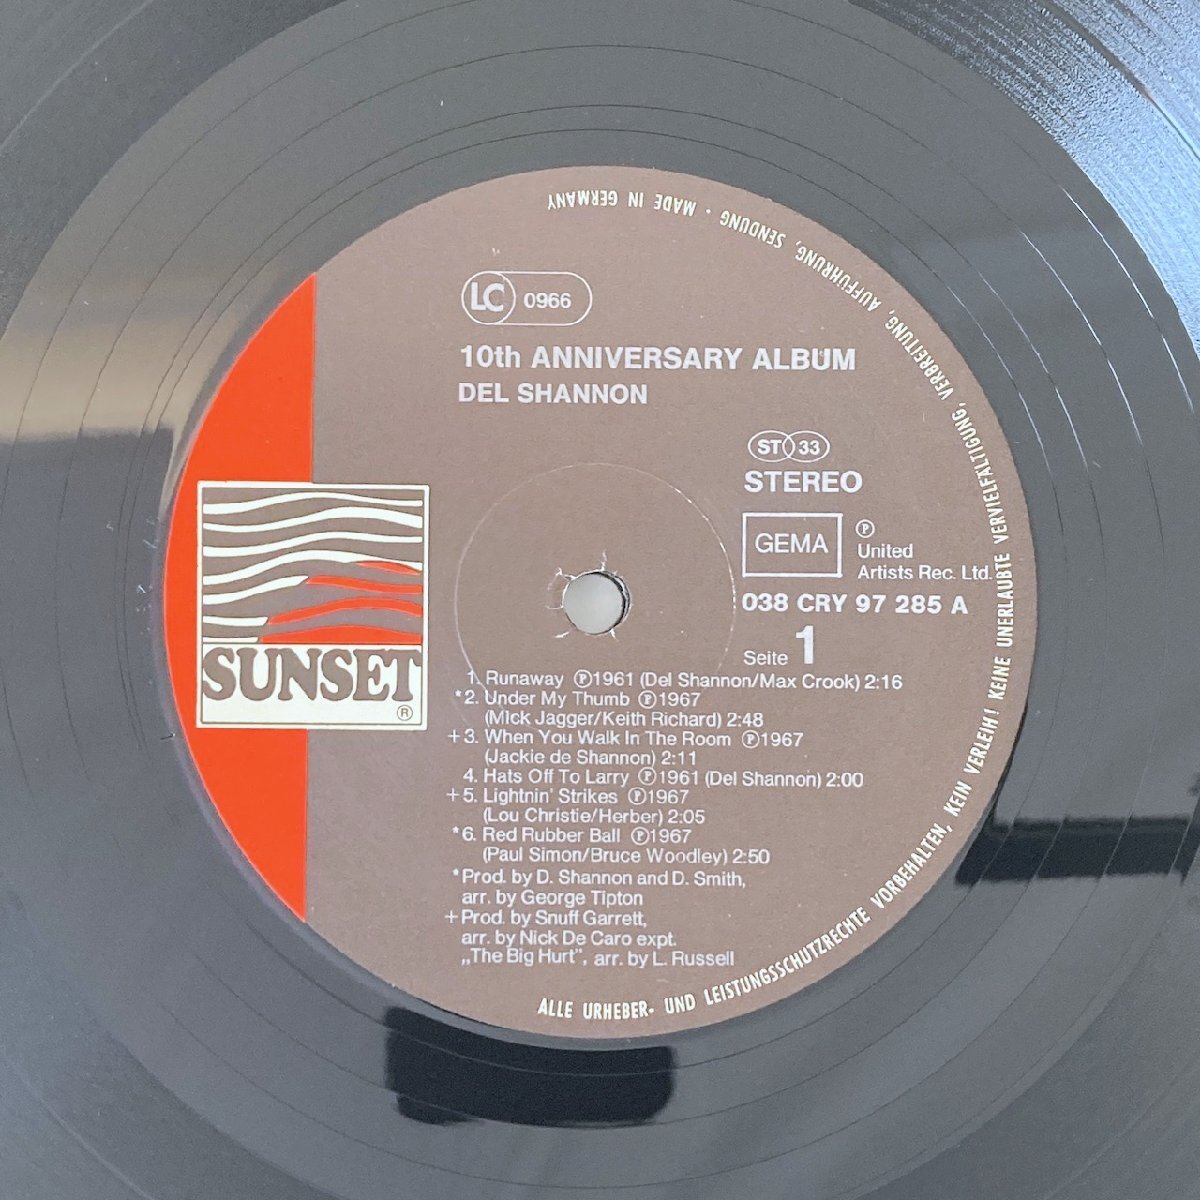 LC 0966
10th ANNIVERSARY ALBUM
DEL SHANNON
ST 33
STEREO
GEMA
℗
United
Artists Rec. Ltd.
038 CRY 97 285 A
Seite 1
SUNSET
®
1. Runaway ℗1961 (Del Shannon/Max Crook) 2:16
*2. Under My Thumb ℗1967
(Mick Jagger/Keith Richard) 2:48
+3. When You Walk In The Room ℗1967
(Jackie de Shannon) 2:11
4. Hats Off To Larry ℗1961 (Del Shannon) 2:00
+5. Lightnin' Strikes ℗1967
(Lou Christie/Herber) 2:05
*6. Red Rubber Ball ℗1967
(Paul Simon/Bruce Woodley) 2:50
*Prod. by D. Shannon and D. Smith,
arr. by George Tipton
+Prod. by Snuff Garrett,
arr. by Nick De Caro expt.
„The Big Hurt", arr. by L. Russell
ALLE URHEBER- UND LEISTUNGSSCHUTZRECHTE VORBEHALTEN, KEIN VERLEIH! KEINE UNERLAUBTE VERVIELFÄLTIGUNG, VERBREITUNG, AUFFÜHRUNG, SENDUNG · MADE IN GERMANY